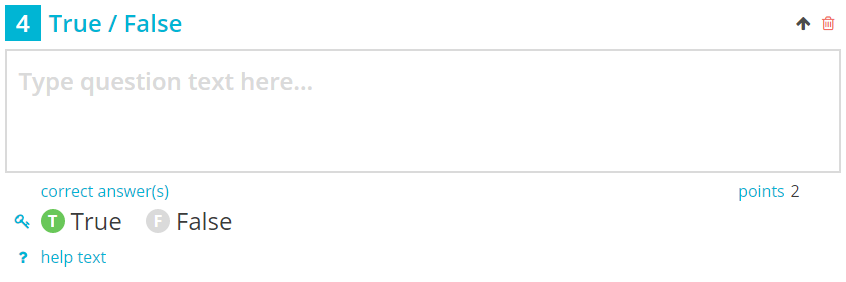 4 True / False
Type question text here...
correct answer(s) points 2
T True F False
? help text